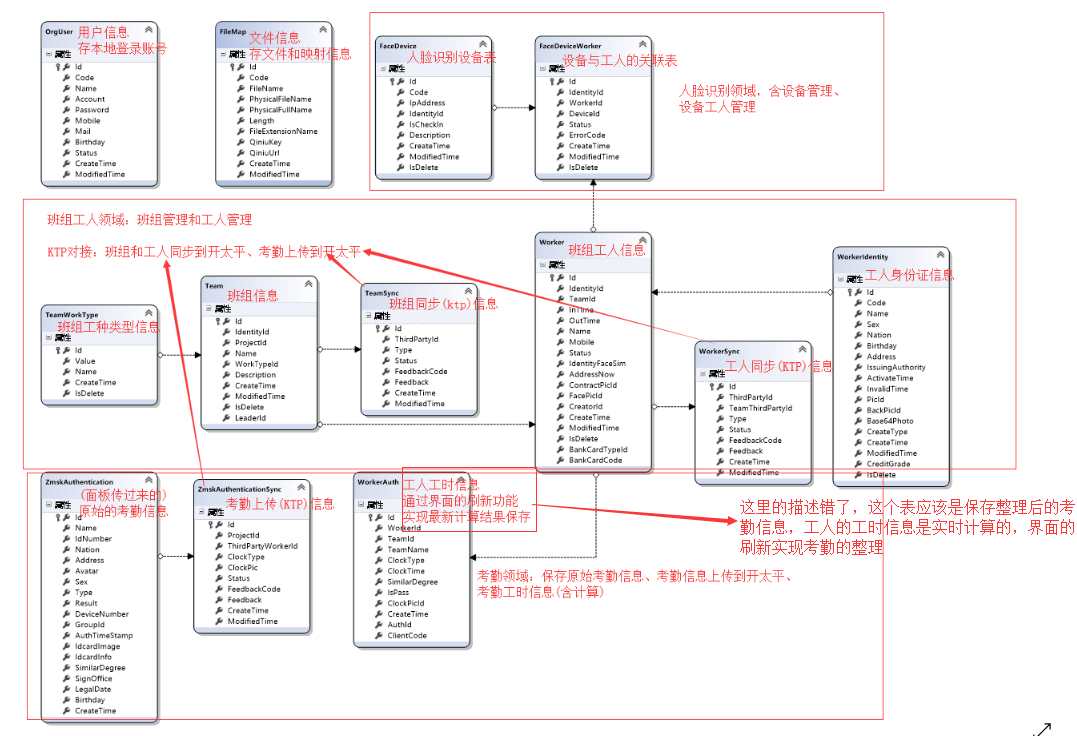 OrgUser
用户信息
存本地登录账号
属性
Id
Code
Name
Account
Password
Mobile
Mail
Birthday
Status
CreateTime
ModifiedTime
FileMap
文件信息
存文件和映射信息
属性
Id
Code
FileName
PhysicalFileName
PhysicalFullName
Length
FileExtensionName
QiniuKey
QiniuUrl
CreateTime
ModifiedTime
FaceDevice
人脸识别设备表
属性
Id
Code
IpAddress
IdentityId
IsCheckIn
Description
CreateTime
ModifiedTime
IsDelete
FaceDeviceWorker
设备与工人的关联表
属性
Id
IdentityId
WorkerId
DeviceId
Status
ErrorCode
CreateTime
ModifiedTime
IsDelete
人脸识别领域，含设备管理、
设备工人管理
班组工人领域：班组管理和工人管理
KTP对接：班组和工人同步到开太平、考勤上传到开太平
TeamWorkType
班组工种类型信息
属性
Id
Value
Name
CreateTime
IsDelete
Team
班组信息
属性
Id
IdentityId
ProjectId
Name
WorkTypeId
Description
CreateTime
ModifiedTime
IsDelete
LeaderId
TeamSync
班组同步(ktp)信息
属性
Id
ThirdPartyId
Type
Status
FeedbackCode
Feedback
CreateTime
ModifiedTime
Worker
班组工人信息
属性
Id
IdentityId
TeamId
InTime
OutTime
Name
Mobile
Status
IdentityFaceSim
AddressNow
ContractPicId
FacePicId
CreatorId
CreateTime
ModifiedTime
IsDelete
BankCardTypeId
BankCardCode
WorkerSync
工人同步(KTP)信息
属性
Id
ThirdPartyId
TeamThirdPartyId
Type
Status
FeedbackCode
Feedback
CreateTime
ModifiedTime
WorkerIdentity
工人身份证信息
属性
Id
Code
Name
Sex
Nation
Birthday
Address
IssuingAuthority
ActivateTime
InvalidTime
PicId
BackPicId
Base64Photo
CreateType
CreateTime
ModifiedTime
CreditGrade
IsDelete
ZmskAuthentication
(面板传过来的)
原始的考勤信息
属性
Id
Name
IdNumber
Nation
Address
Avatar
Sex
Type
Result
DeviceNumber
GroupId
AuthTimeStamp
IdcardImage
IdcardInfo
SimilarDegree
SignOffice
LegalDate
Birthday
CreateTime
ZmskAuthenticationSync
考勤上传(KTP)信息
属性
Id
ProjectId
ThirdPartyWorkerId
ClockType
ClockPic
Status
FeedbackCode
Feedback
CreateTime
ModifiedTime
WorkerAuth
工人工时信息
通过界面的刷新功能
实现最新计算结果保存
属性
Id
WorkerId
TeamId
TeamName
ClockType
ClockTime
SimilarDegree
IsPass
ClockPicId
CreateTime
AuthId
ClientCode
考勤领域：保存原始考勤信息、考勤信息上传到开太平、
考勤工时信息(含计算)
这里的描述错了，这个表应该是保存整理后的考
勤信息，工人的工时信息是实时计算的，界面的
刷新实现考勤的整理